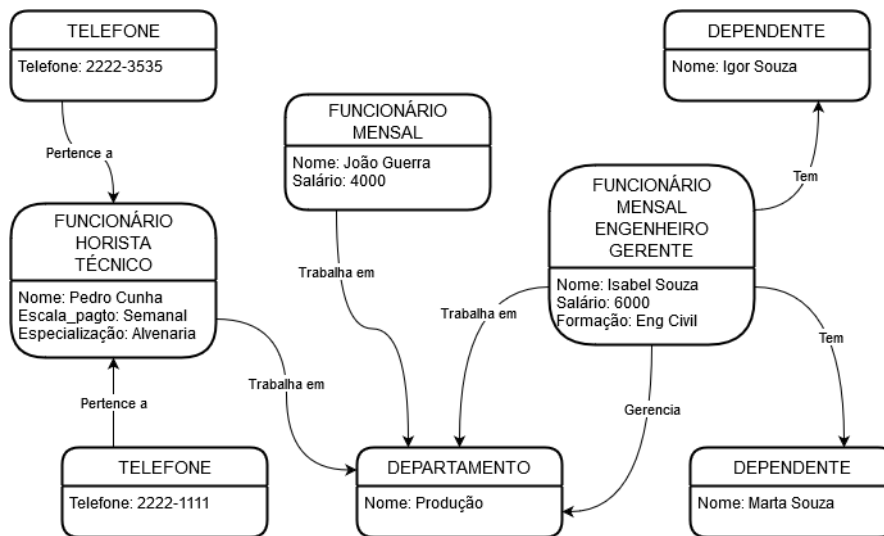 TELEFONE
Telefone: 2222-3535
DEPENDENTE
Nome: Igor Souza
FUNCIONÁRIO
MENSAL
Nome: João Guerra
Salário: 4000
Pertence a
Tem
FUNCIONÁRIO
MENSAL
ENGENHEIRO
GERENTE
Nome: Isabel Souza
Salário: 6000
Formação: Eng Civil
FUNCIONÁRIO
HORISTA
TÉCNICO
Nome: Pedro Cunha
Escala_pagto: Semanal
Especialização: Alvenaria
Trabalha em
Trabalha em
Tem
Trabalha em
Pertence a
Gerencia
TELEFONE
Telefone: 2222-1111
DEPARTAMENTO
Nome: Produção
DEPENDENTE
Nome: Marta Souza